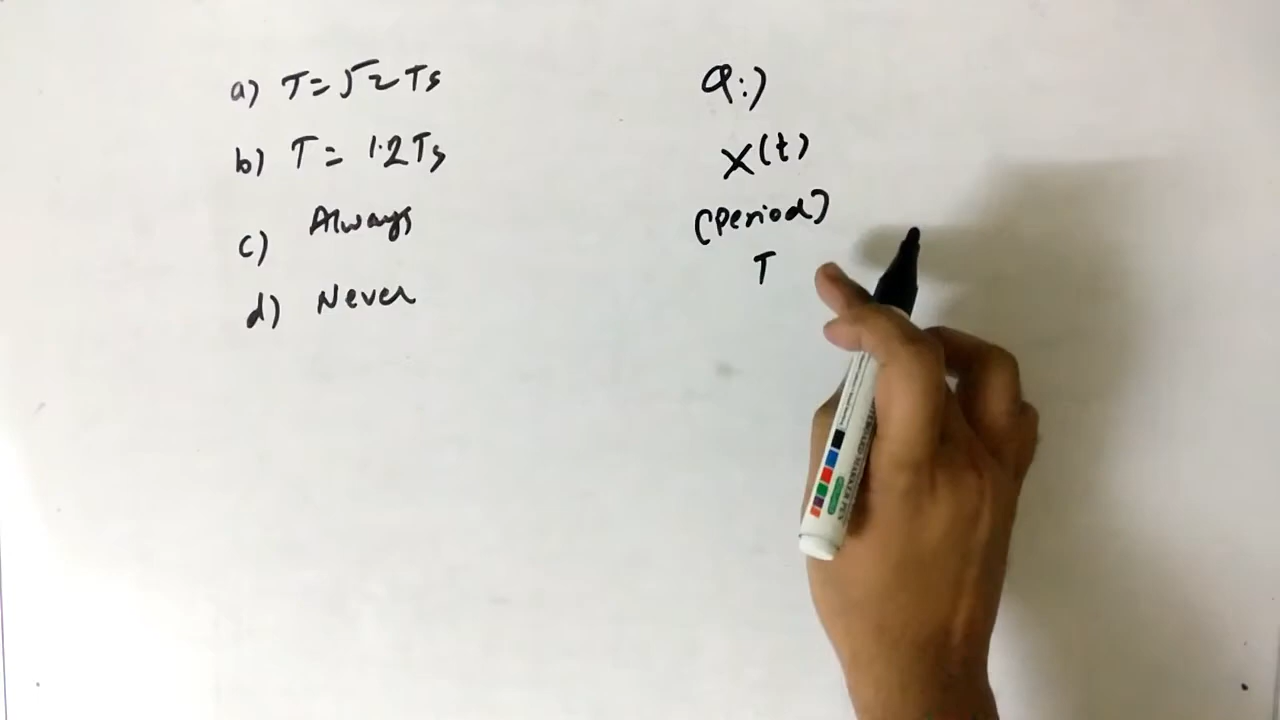 a) T = √2 Ts
b) T = 1.2 Ts
c) Always
d) Never
Q:)
x(t)
(Period)
T